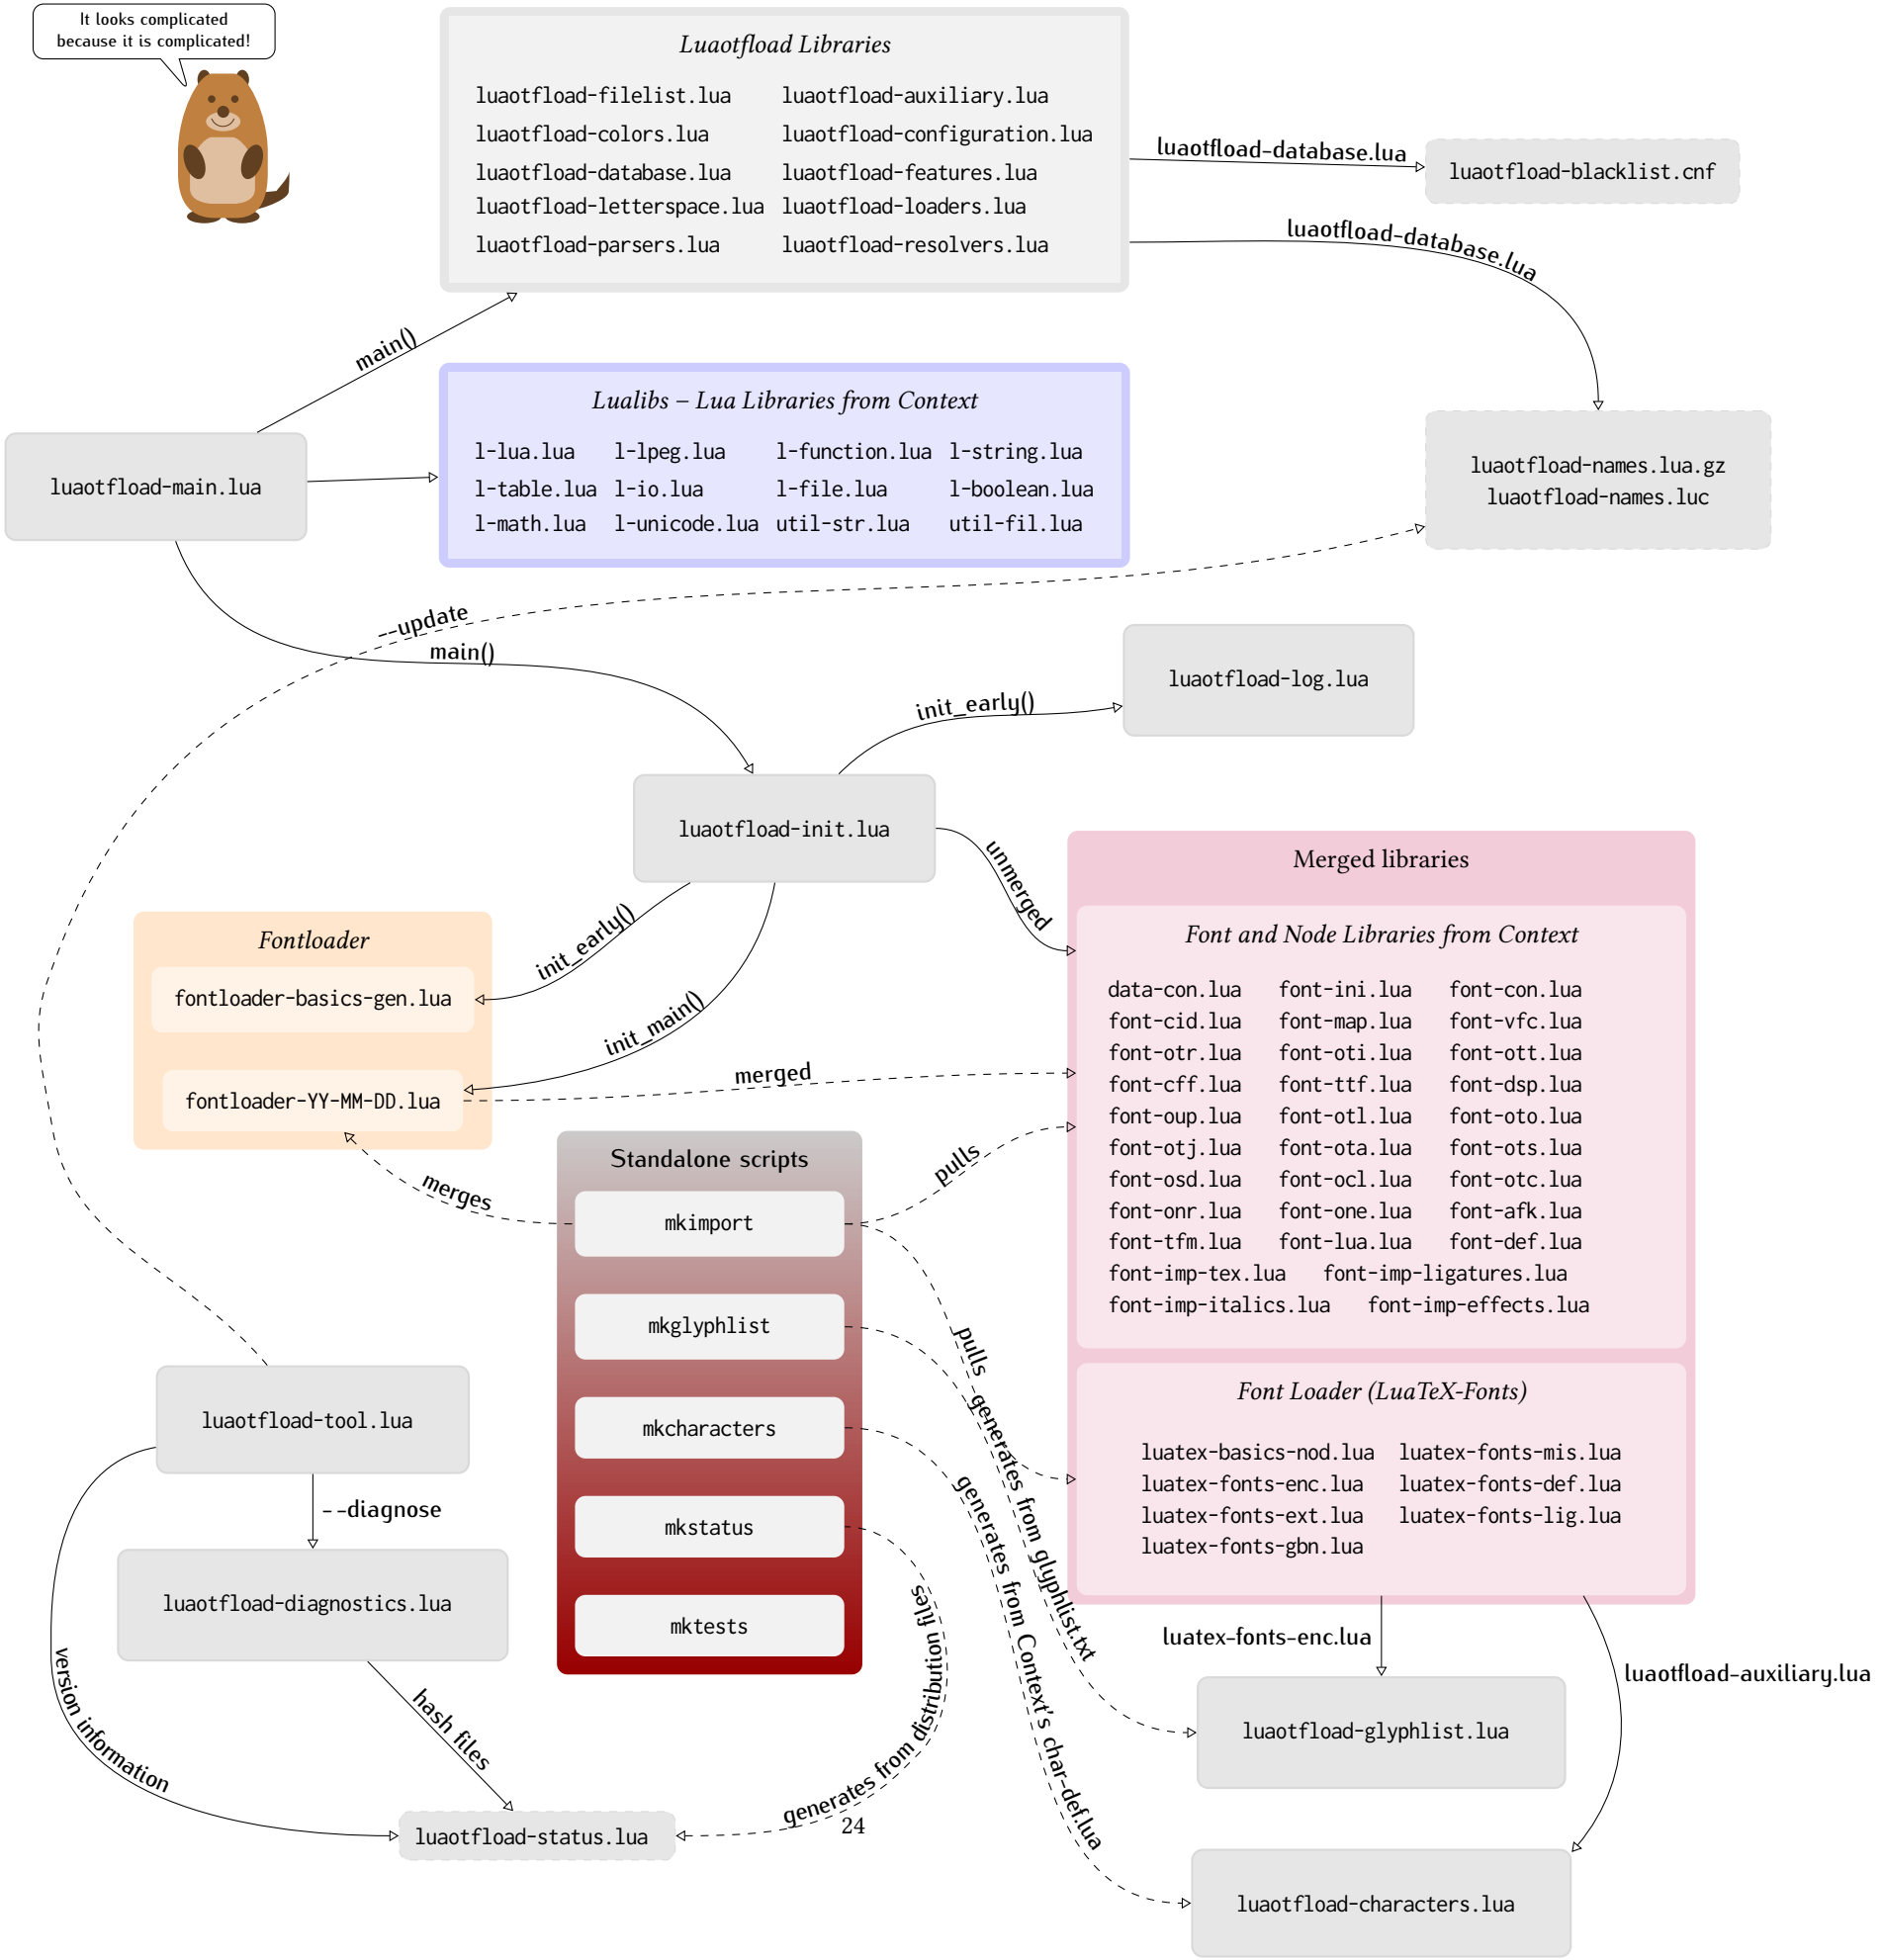 It looks complicated
because it is complicated!
Luaotfload Libraries
luaotfload-filelist.lua luaotfload-auxiliary.lua
luaotfload-colors.lua luaotfload-configuration.lua
luaotfload-database.lua luaotfload-features.lua
luaotfload-letterspace.lua luaotfload-loaders.lua
luaotfload-parsers.lua luaotfload-resolvers.lua
luaotfload-database.lua
luaotfload-blacklist.cnf
luaotfload-database.lua
main()
Lualibs – Lua Libraries from Context
l-lua.lua l-lpeg.lua l-function.lua l-string.lua
l-table.lua l-io.lua l-file.lua l-boolean.lua
l-math.lua l-unicode.lua util-str.lua util-fil.lua
luaotfload-main.lua
luaotfload-names.lua.gz
luaotfload-names.luc
--update
main()
luaotfload-log.lua
init_early()
luaotfload-init.lua
unmerged
init_early()
init_main()
Fontloader
fontloader-basics-gen.lua
fontloader-YY-MM-DD.lua
merged
merges
pulls
Merged libraries
Font and Node Libraries from Context
data-con.lua font-ini.lua font-con.lua
font-cid.lua font-map.lua font-vfc.lua
font-otr.lua font-oti.lua font-ott.lua
font-cff.lua font-ttf.lua font-dsp.lua
font-oup.lua font-otl.lua font-oto.lua
font-otj.lua font-ota.lua font-ots.lua
font-osd.lua font-ocl.lua font-otc.lua
font-onr.lua font-one.lua font-afk.lua
font-tfm.lua font-lua.lua font-def.lua
font-imp-tex.lua font-imp-ligatures.lua
font-imp-italics.lua font-imp-effects.lua
Font Loader (LuaTeX-Fonts)
luatex-basics-nod.lua luatex-fonts-mis.lua
luatex-fonts-enc.lua luatex-fonts-def.lua
luatex-fonts-ext.lua luatex-fonts-lig.lua
luatex-fonts-gbn.lua
Standalone scripts
mkimport
mkglyphlist
mkcharacters
mkstatus
mktests
pulls
generates from glyphlist.txt
generates from Context's char-def.lua
generates from distribution files
luaotfload-tool.lua
--diagnose
luaotfload-diagnostics.lua
version information
hash files
luaotfload-status.lua
luatex-fonts-enc.lua
luaotfload-auxiliary.lua
luaotfload-glyphlist.lua
luaotfload-characters.lua
24